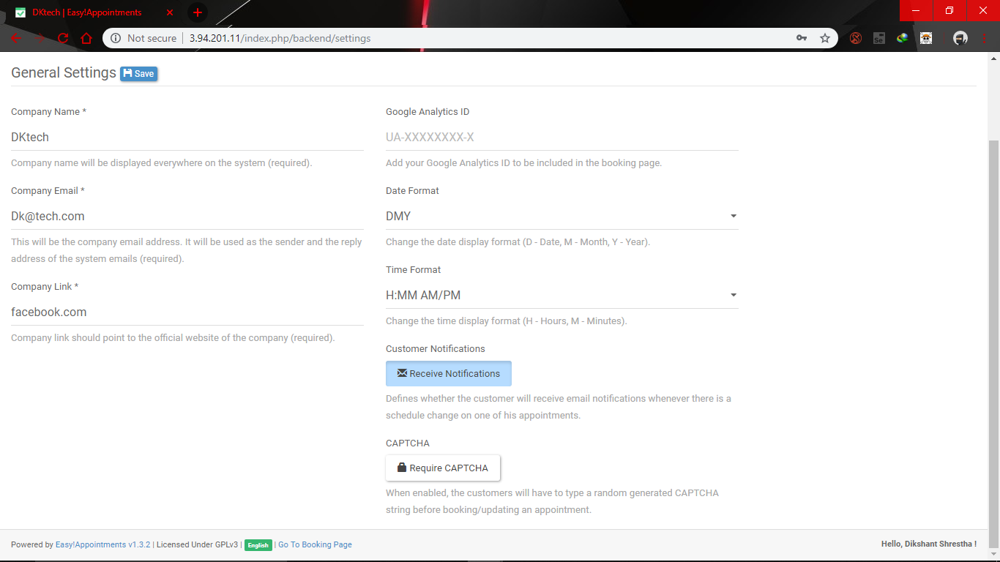 DKtech | Easy!Appointments
Not secure | 3.94.201.11/index.php/backend/settings
Se
General Settings Save
Company Name *
DKtech
Company name will be displayed everywhere on the system (required).
Company Email *
Dk@tech.com
This will be the company email address. It will be used as the sender and the reply
address of the system emails (required).
Company Link *
facebook.com
Company link should point to the official website of the company (required).
Google Analytics ID
UA-XXXXXXXX-X
Add your Google Analytics ID to be included in the booking page.
Date Format
DMY
Change the date display format (D - Date, M - Month, Y - Year).
Time Format
H:MM AM/PM
Change the time display format (H - Hours, M - Minutes).
Customer Notifications
Receive Notifications
Defines whether the customer will receive email notifications whenever there is a
schedule change on one of his appointments.
CAPTCHA
Require CAPTCHA
When enabled, the customers will have to type a random generated CAPTCHA
string before booking/updating an appointment.
Powered by Easy!Appointments v1.3.2 | Licensed Under GPLv3 | English | Go To Booking Page
Hello, Dikshant Shrestha !